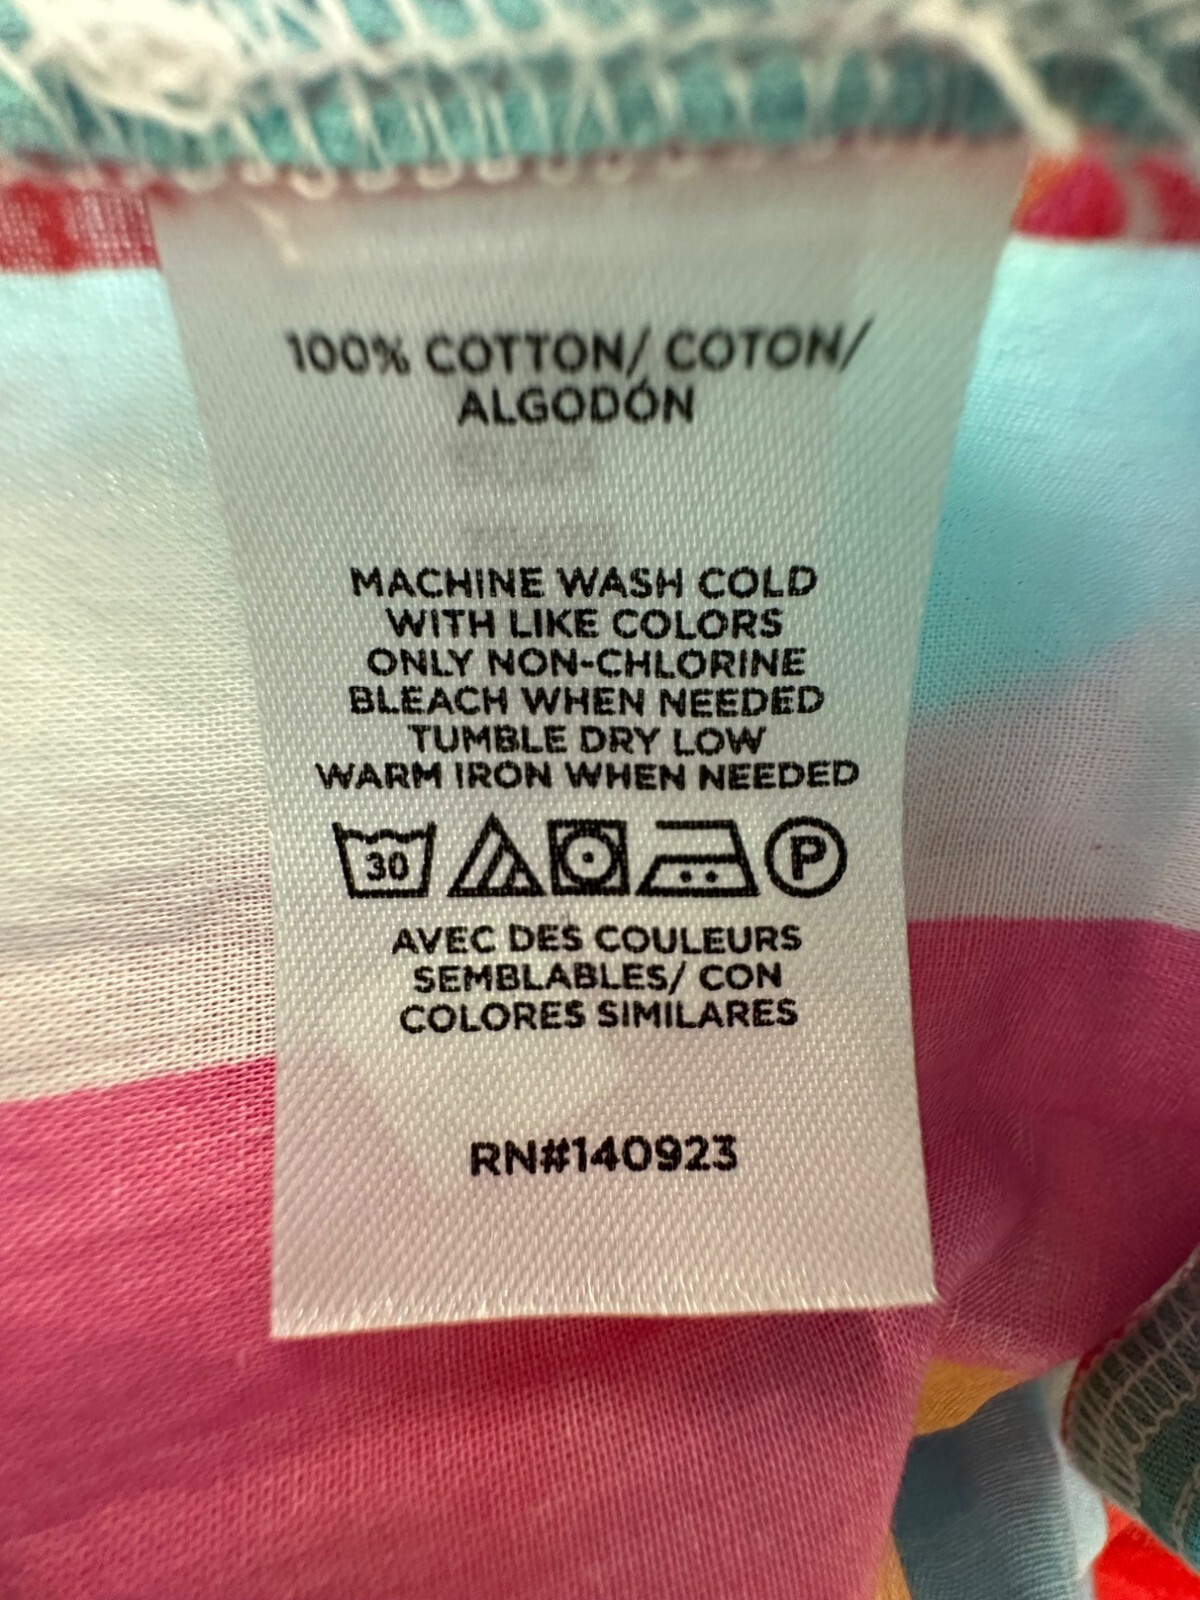 100% COTTON/ COTON/
ALGODÓN
MACHINE WASH COLD
WITH LIKE COLORS
ONLY NON-CHLORINE
BLEACH WHEN NEEDED
TUMBLE DRY LOW
WARM IRON WHEN NEEDED
30 P
AVEC DES COULEURS
SEMBLABLES/ CON
COLORES SIMILARES
RN#140923